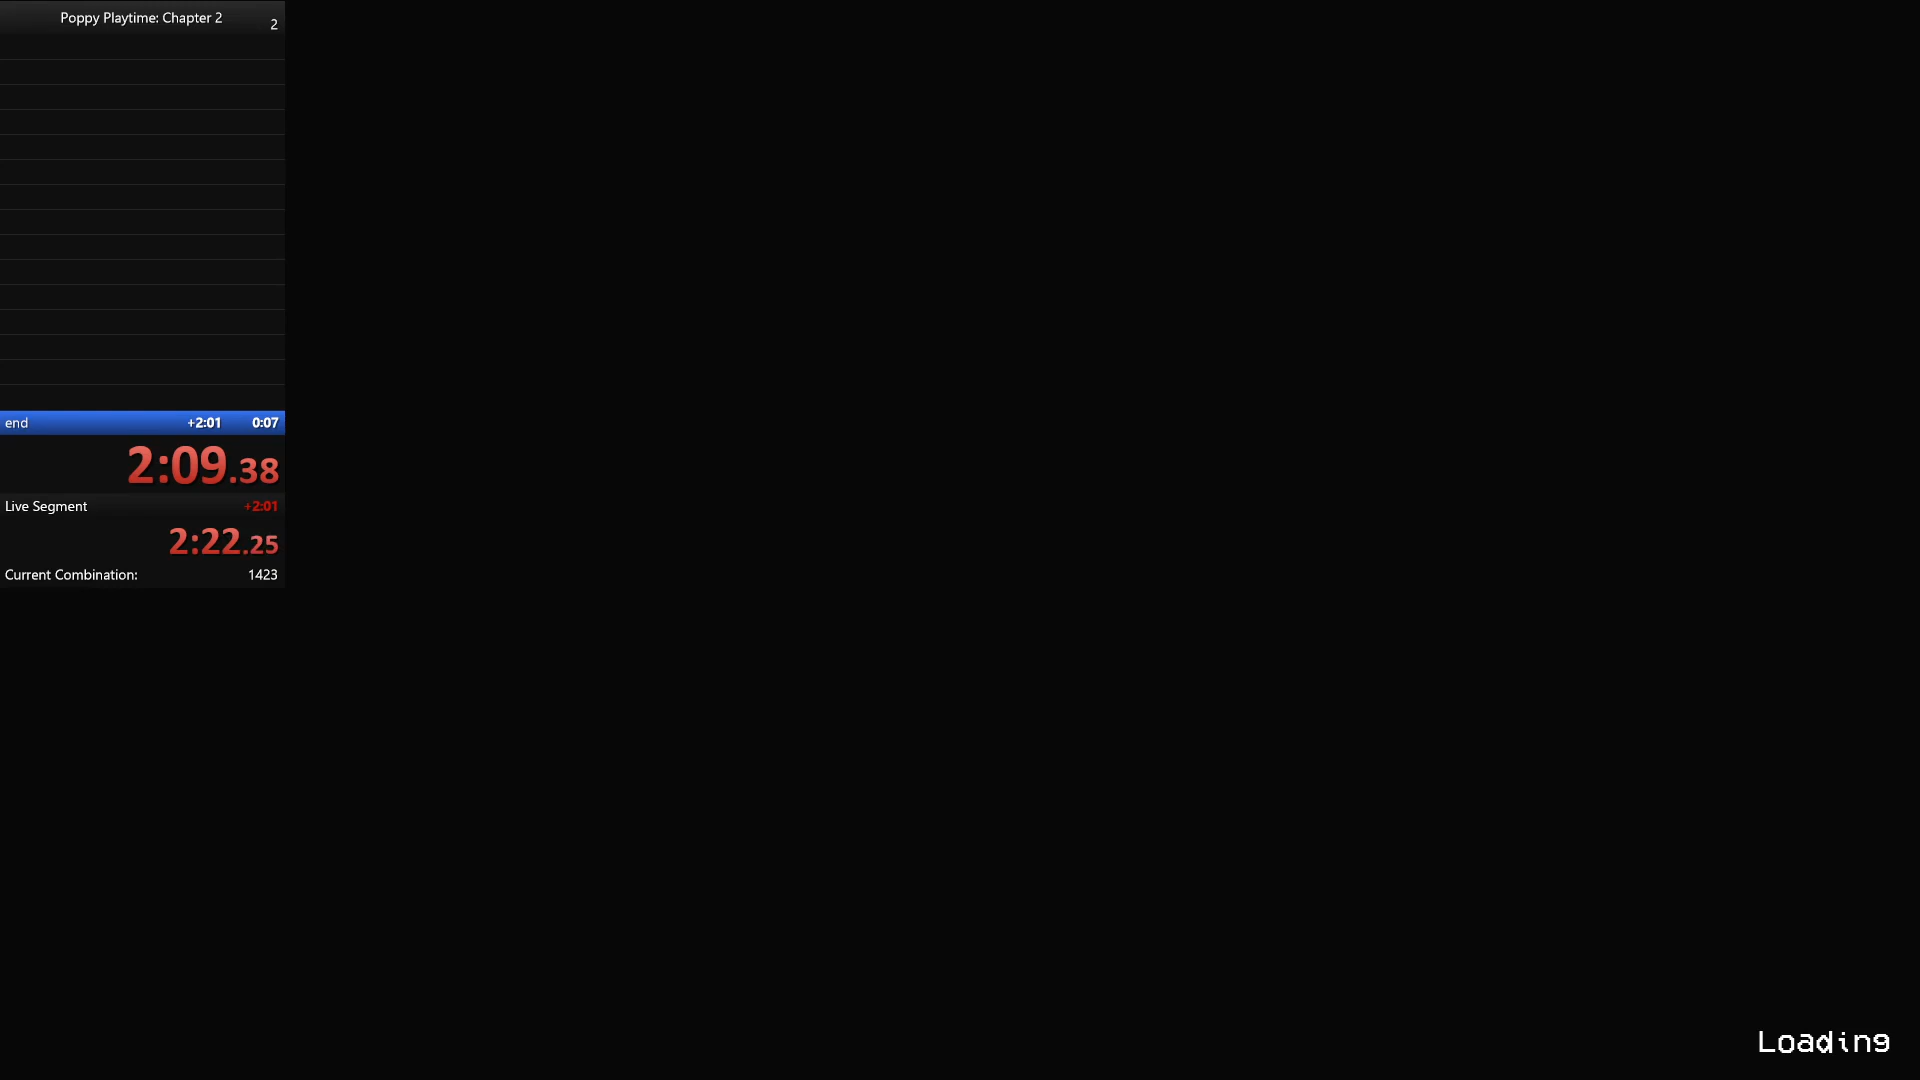 Poppy Playtime: Chapter 2
2
end +2:01 0:07
2:09.38
Live Segment +2:01
2:22.25
Current Combination: 1423
Loading